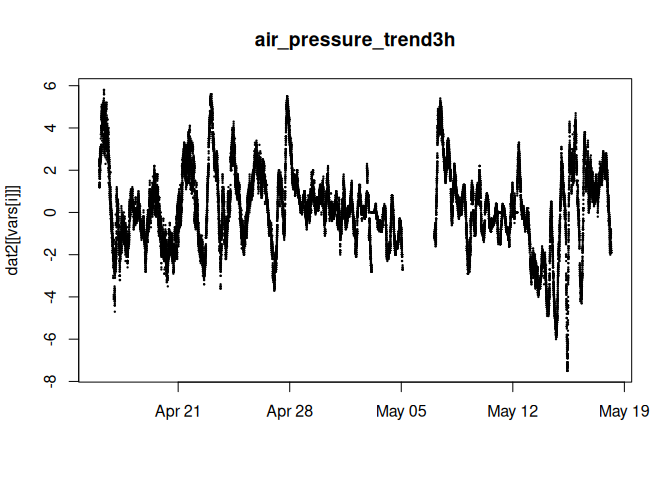 air_pressure_trend3h
dat2[[vars[i]]]
6
4
2
0
-2
-4
-6
-8
Apr 21
Apr 28
May 05
May 12
May 19